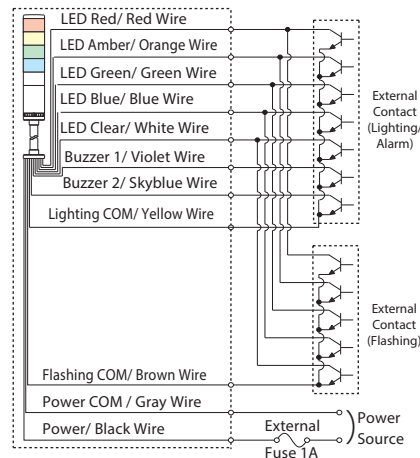 LED Red/ Red Wire
LED Amber/ Orange Wire
LED Green/ Green Wire
LED Blue/ Blue Wire
LED Clear/ White Wire
Buzzer 1/ Violet Wire
Buzzer 2/ Skyblue Wire
Lighting COM/ Yellow Wire
External
Contact
(Lighting/
Alarm)
External
Contact
(Flashing)
Flashing COM/ Brown Wire
Power COM / Gray Wire
Power/ Black Wire
External
Fuse 1A
Power
Source